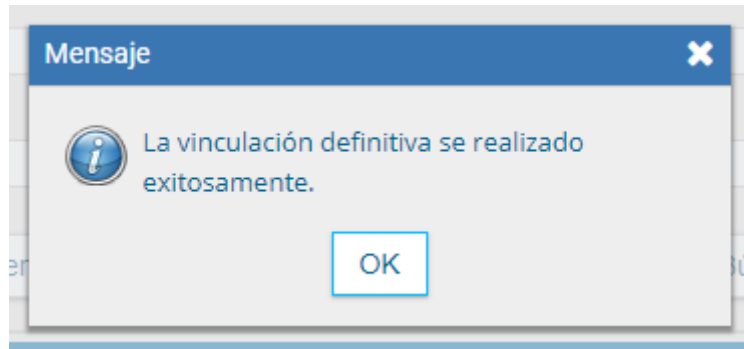 Mensaje
La vinculación definitiva se realizado
exitosamente.
OK